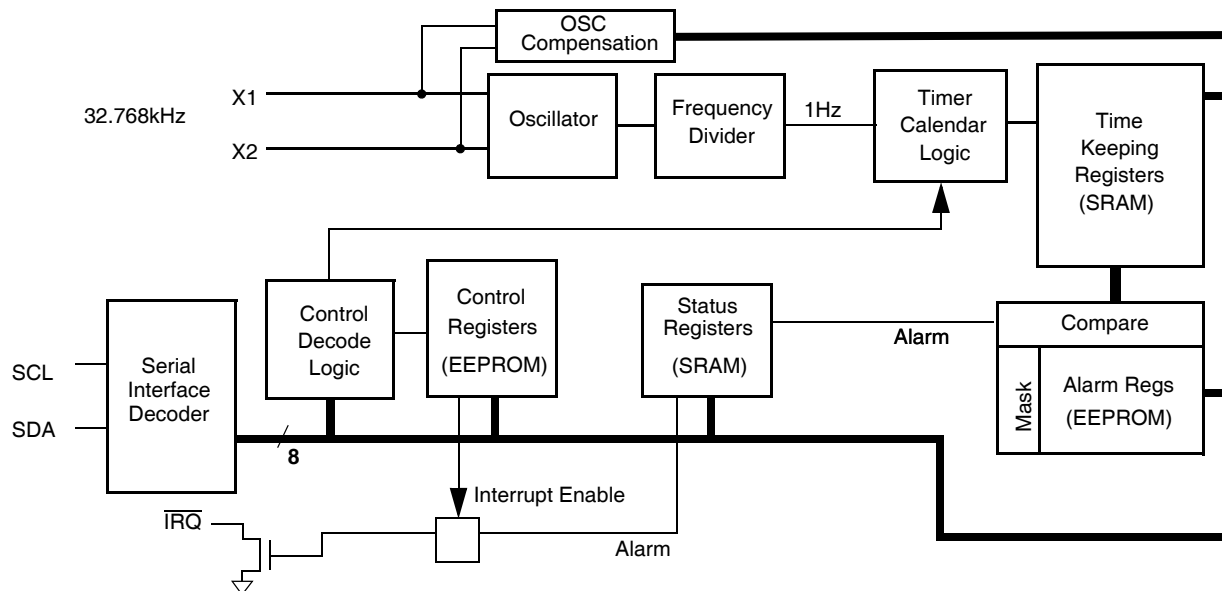 OSC
Compensation
32.768kHz
X1
X2
Oscillator
Frequency
Divider
1Hz
Timer
Calendar
Logic
Time
Keeping
Registers
(SRAM)
Control
Decode
Logic
Control
Registers
(EEPROM)
Status
Registers
(SRAM)
Alarm
Compare
Mask
Alarm Regs
(EEPROM)
SCL
SDA
Serial
Interface
Decoder
8
Interrupt Enable
IRQ
Alarm